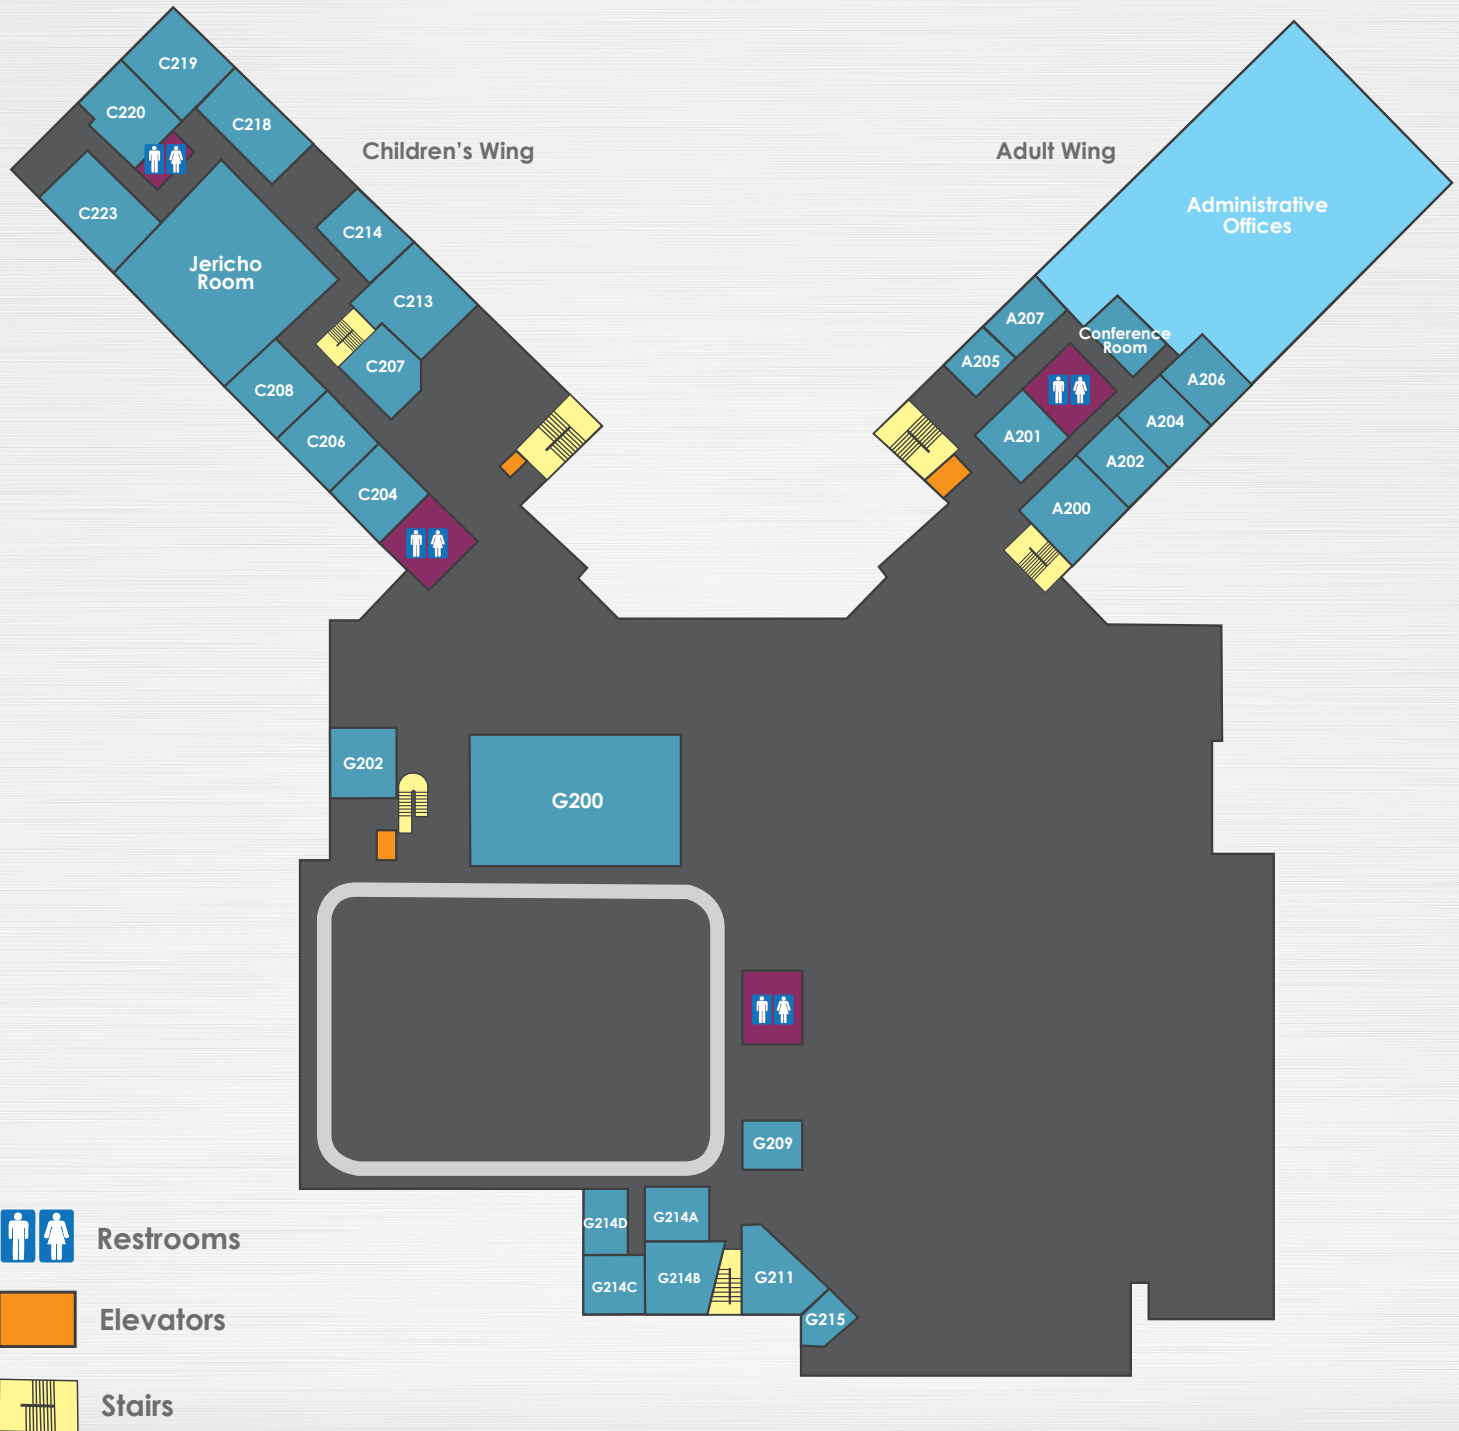 C219
C220
C218
Children's Wing
Adult Wing
C223
C214
Administrative
Offices
Jericho
Room
C213
A207
Conference
Room
A205
C207
A206
C208
A204
A201
C206
A202
C204
A200
G202
G200
G209
G214D
G214A
G214C
G214B
G211
G215
Restrooms
Elevators
Stairs